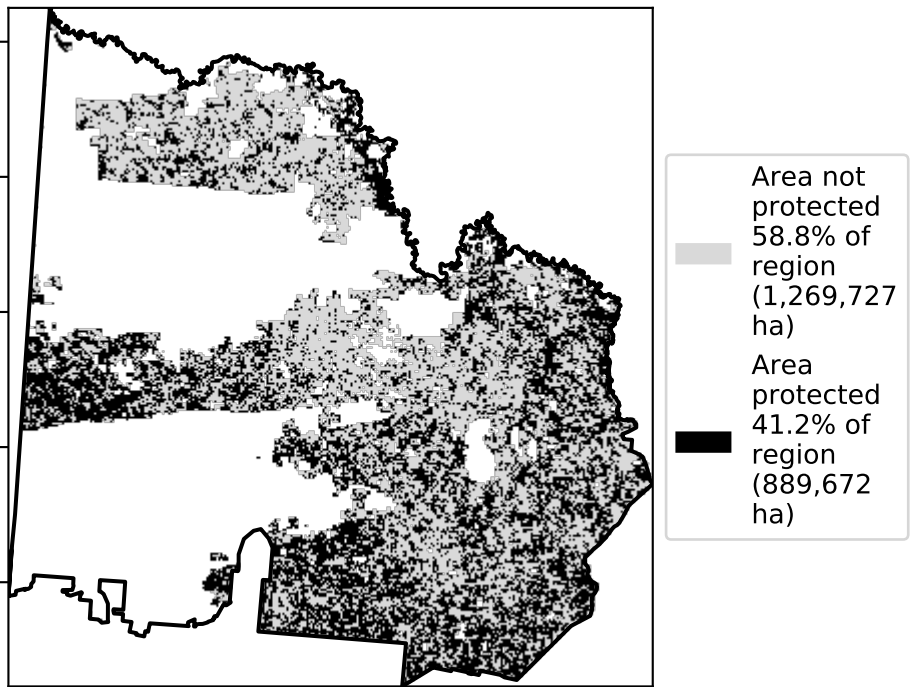 Area not
protected
58.8% of
region
(1,269,727
ha)
Area
protected
41.2% of
region
(889,672
ha)